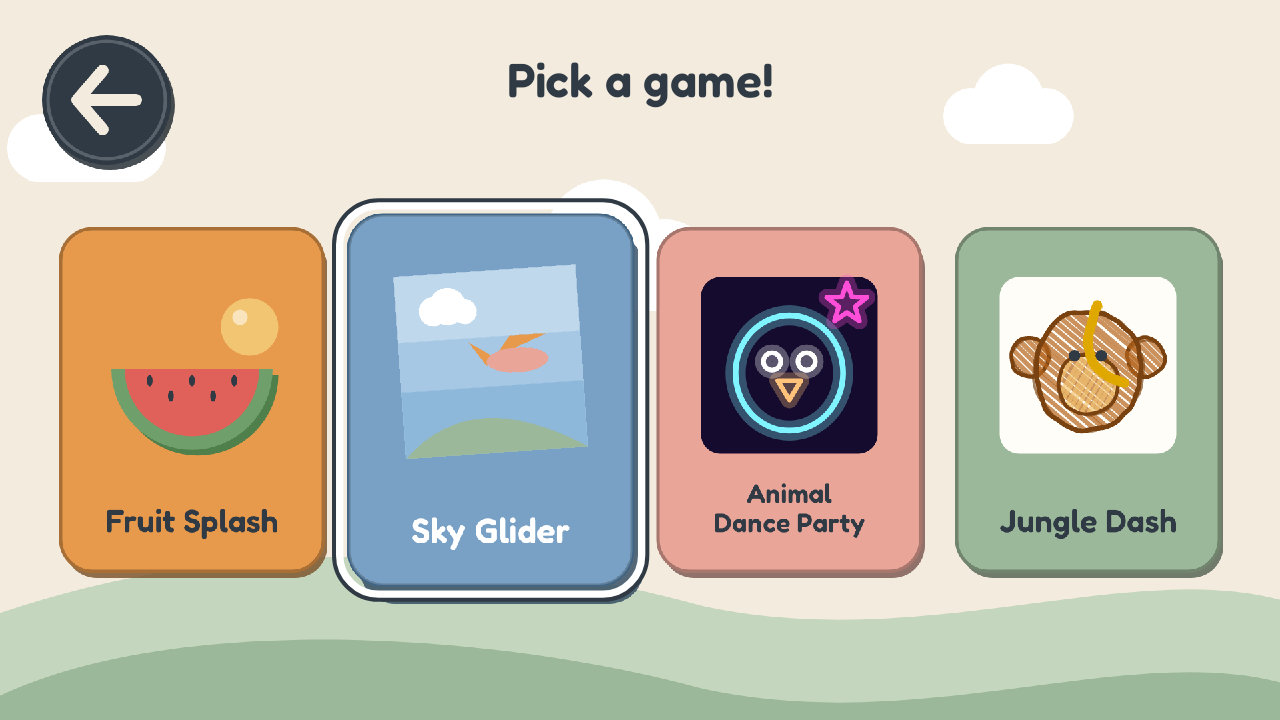 Pick a game!
Fruit Splash
Sky Glider
Animal
Dance Party
Jungle Dash